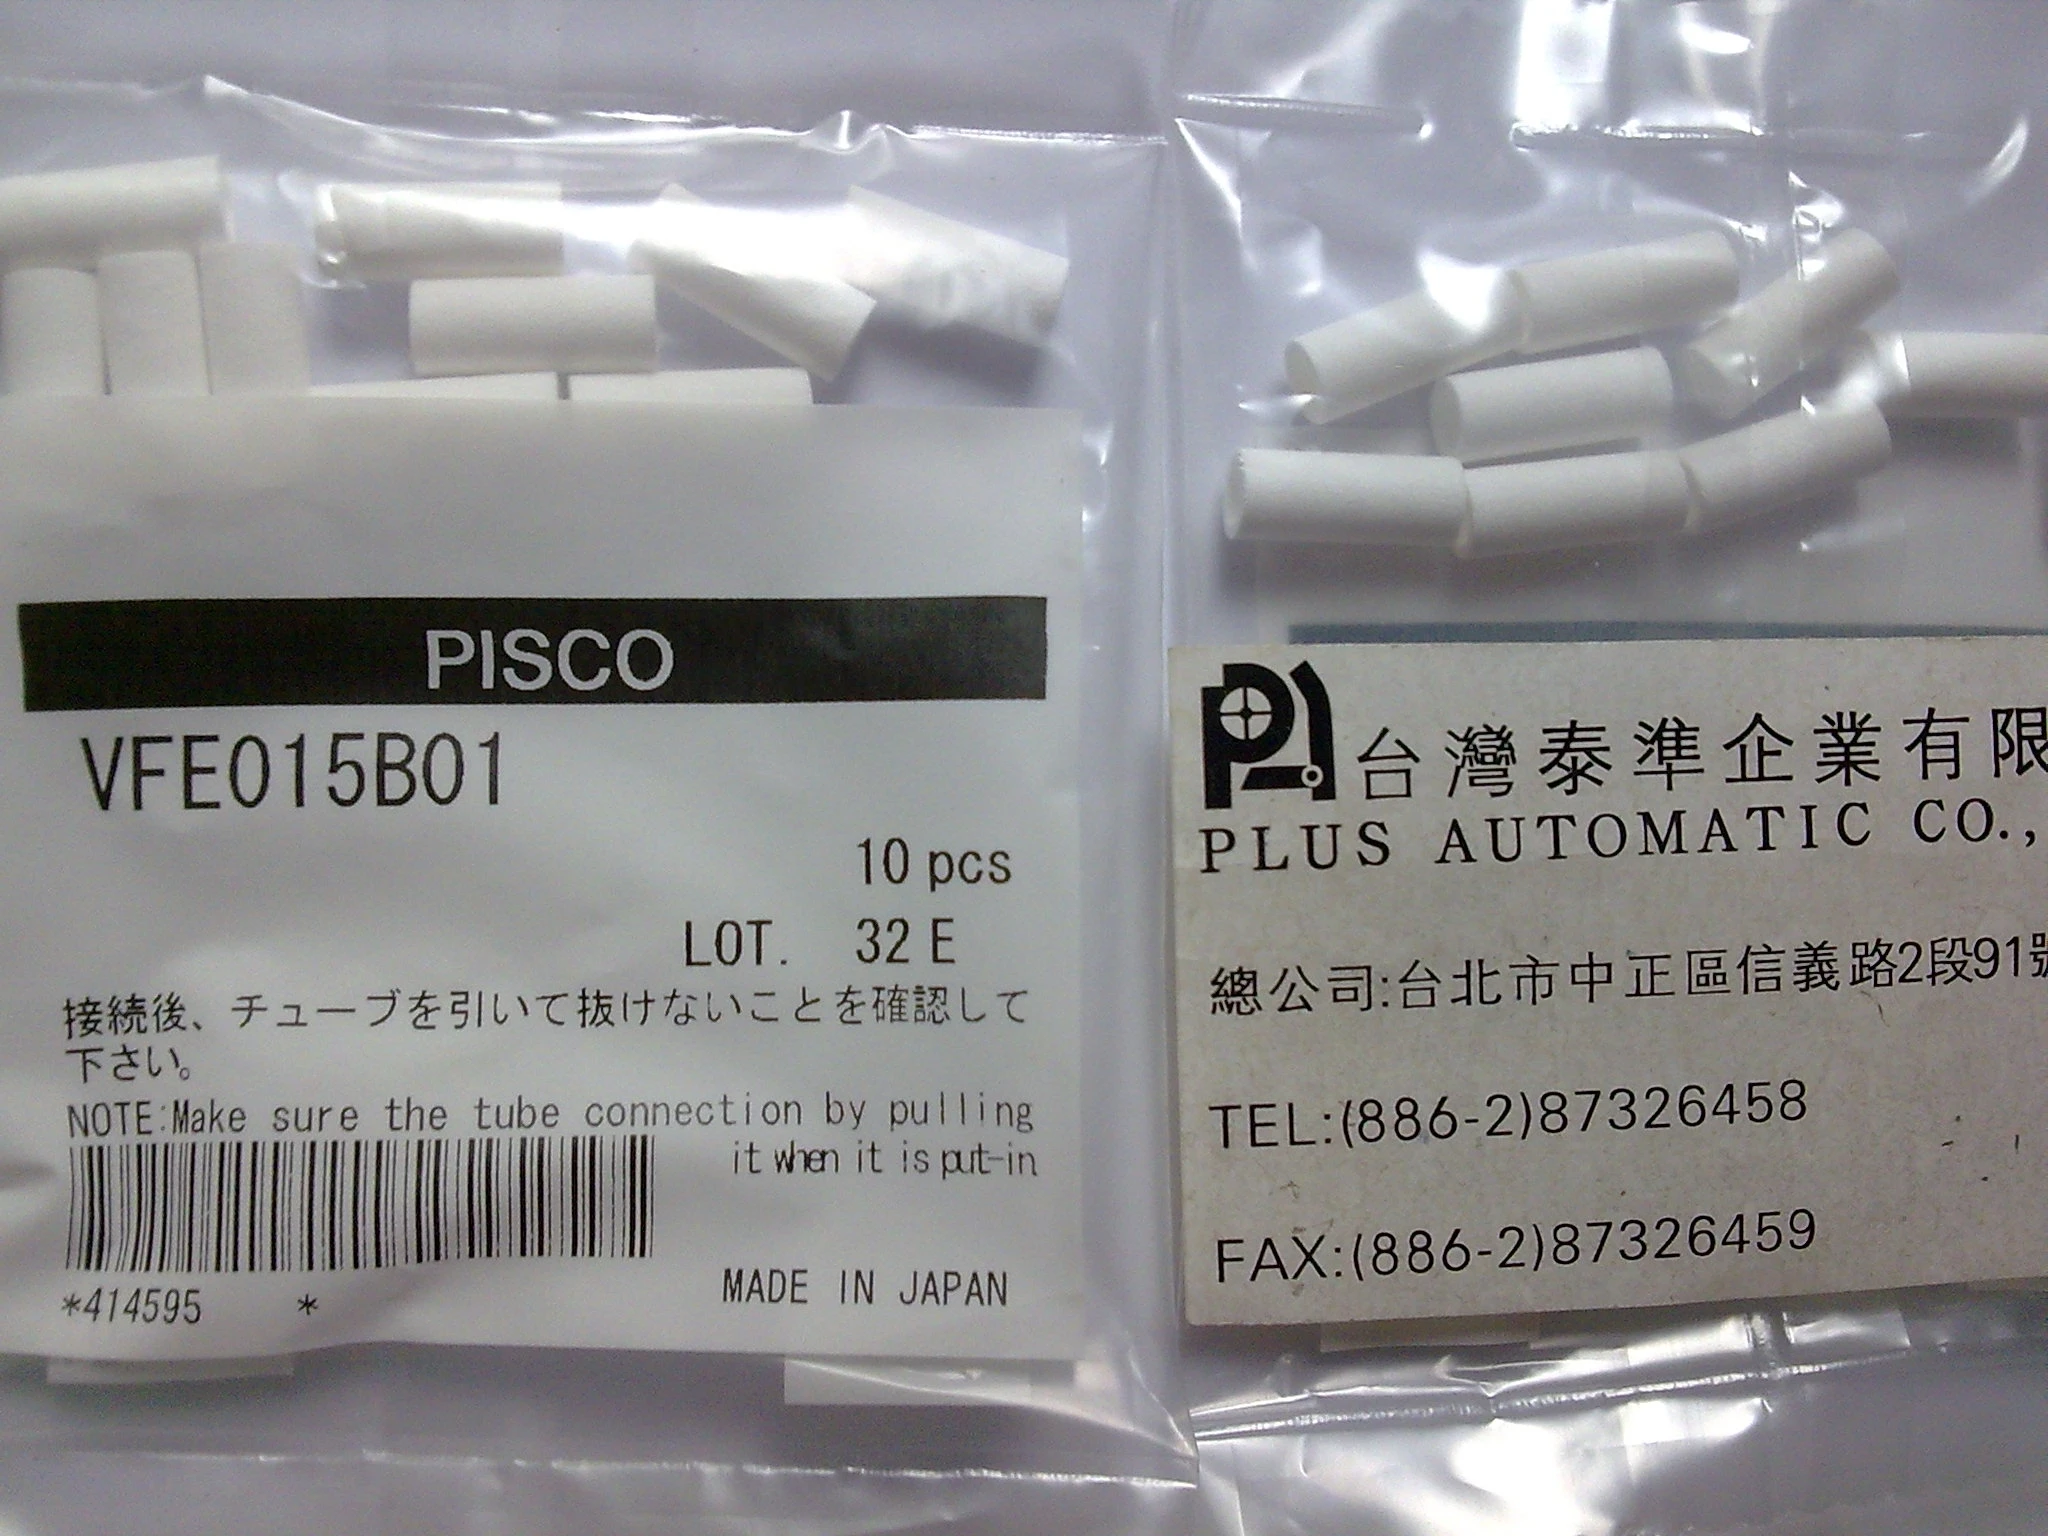 PISCO
VFE015B01
10 pcs
LOT. 32 E
接続後、チューブを引いて抜けないことを確認して
下さい。
NOTE:Make sure the tube connection by pulling
it when it is put-in
*414595 *
MADE IN JAPAN
台灣泰準企業有限
PLUS AUTOMATIC CO.,
總公司:台北市中正區信義路2段91號
TEL:(886-2)87326458
FAX:(886-2)87326459